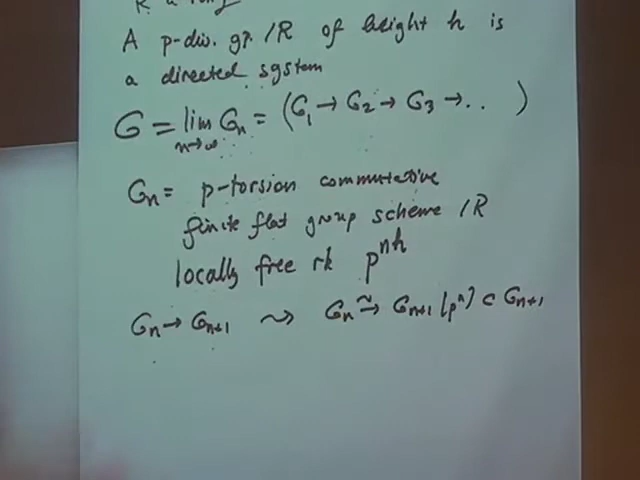 R a ring
A p-div. gp. /R of height h is
a directed system
G = lim Gn = (G1 → G2 → G3 → .. )
n→∞
Gn = p-torsion commutative
finite flat group scheme /R
locally free rk p^{nh}
Gn → Gn+1 ⇝ Gn ~→ Gn+1[p^n] ⊂ Gn+1